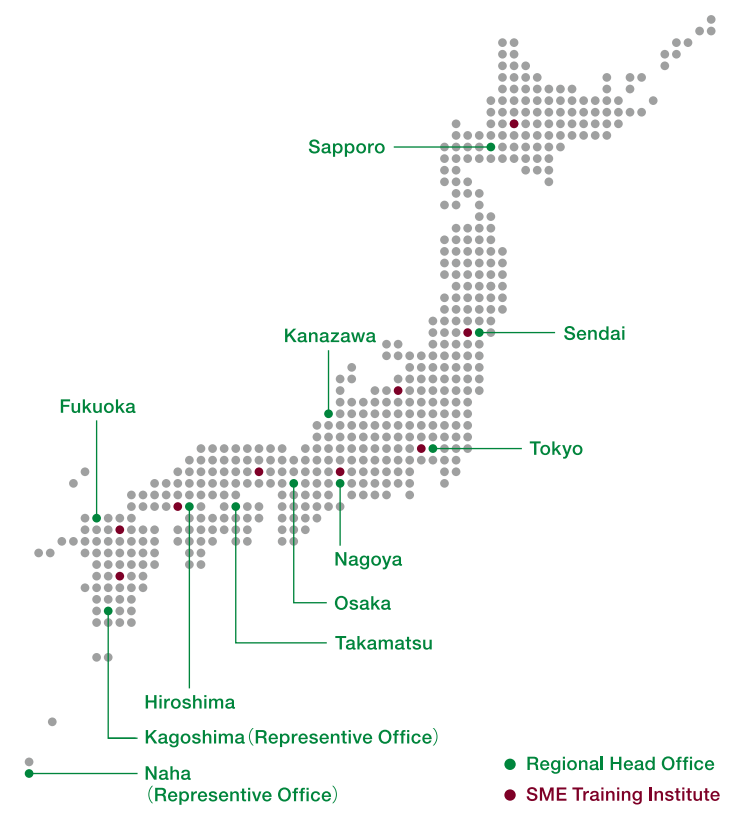 Sapporo
Sendai
Kanazawa
Fukuoka
Tokyo
Nagoya
Osaka
Takamatsu
Hiroshima
Kagoshima (Representive Office)
Naha
(Representive Office)
Regional Head Office
SME Training Institute